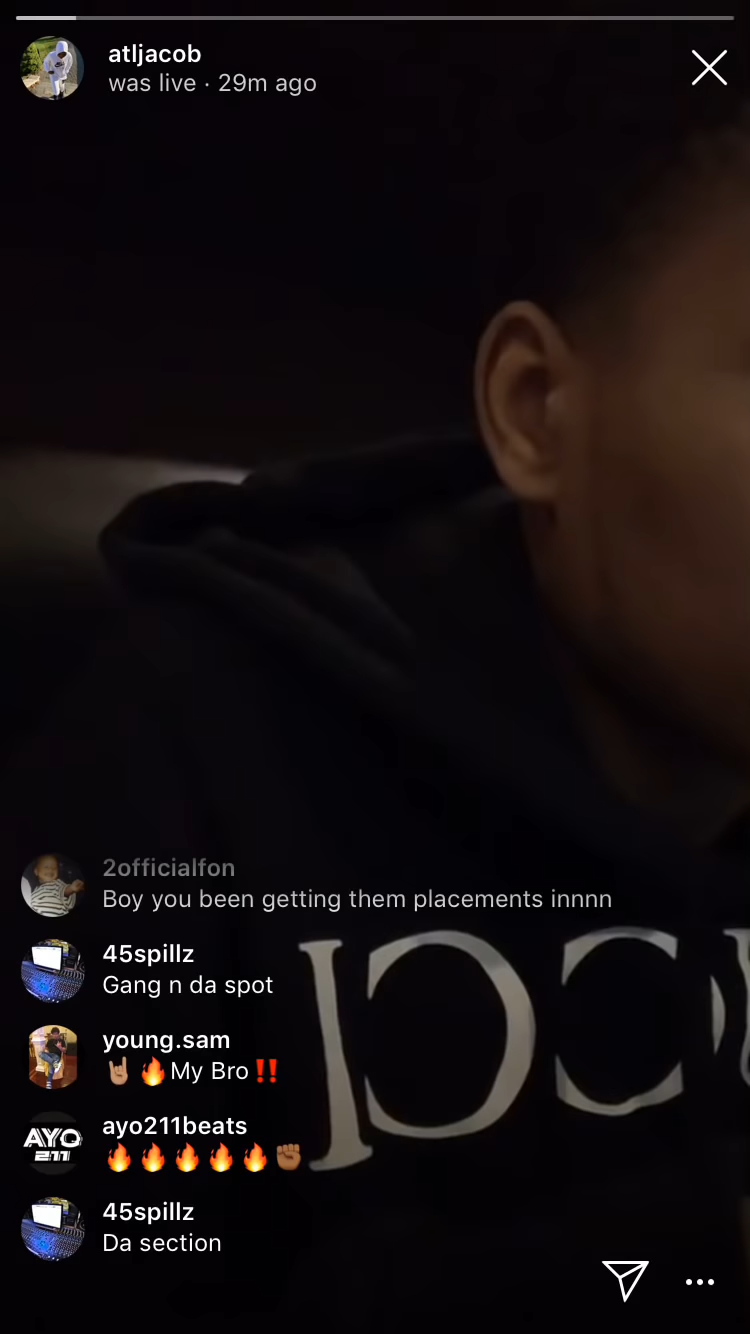 atljacob
was live · 29m ago
2officialfon
Boy you been getting them placements innnn
45spillz
Gang n da spot
young.sam
🤘🏽 🔥 My Bro ‼️
ayo211beats
🔥 🔥 🔥 🔥 🔥 ✊🏽
45spillz
Da section
AYO
211